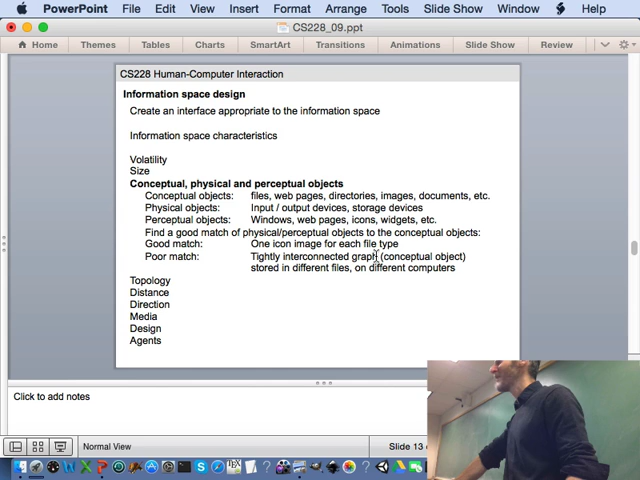 PowerPoint File Edit View Insert Format Arrange Tools Slide Show Window Help
CS228_09.ppt
Home Themes Tables Charts SmartArt Transitions Animations Slide Show Review
CS228 Human-Computer Interaction
Information space design
Create an interface appropriate to the information space
Information space characteristics
Volatility
Size
Conceptual, physical and perceptual objects
Conceptual objects: files, web pages, directories, images, documents, etc.
Physical objects: Input / output devices, storage devices
Perceptual objects: Windows, web pages, icons, widgets, etc.
Find a good match of physical/perceptual objects to the conceptual objects:
Good match: One icon image for each file type
Poor match: Tightly interconnected graph (conceptual object)
stored in different files, on different computers
Topology
Distance
Direction
Media
Design
Agents
Click to add notes
Normal View Slide 13 of